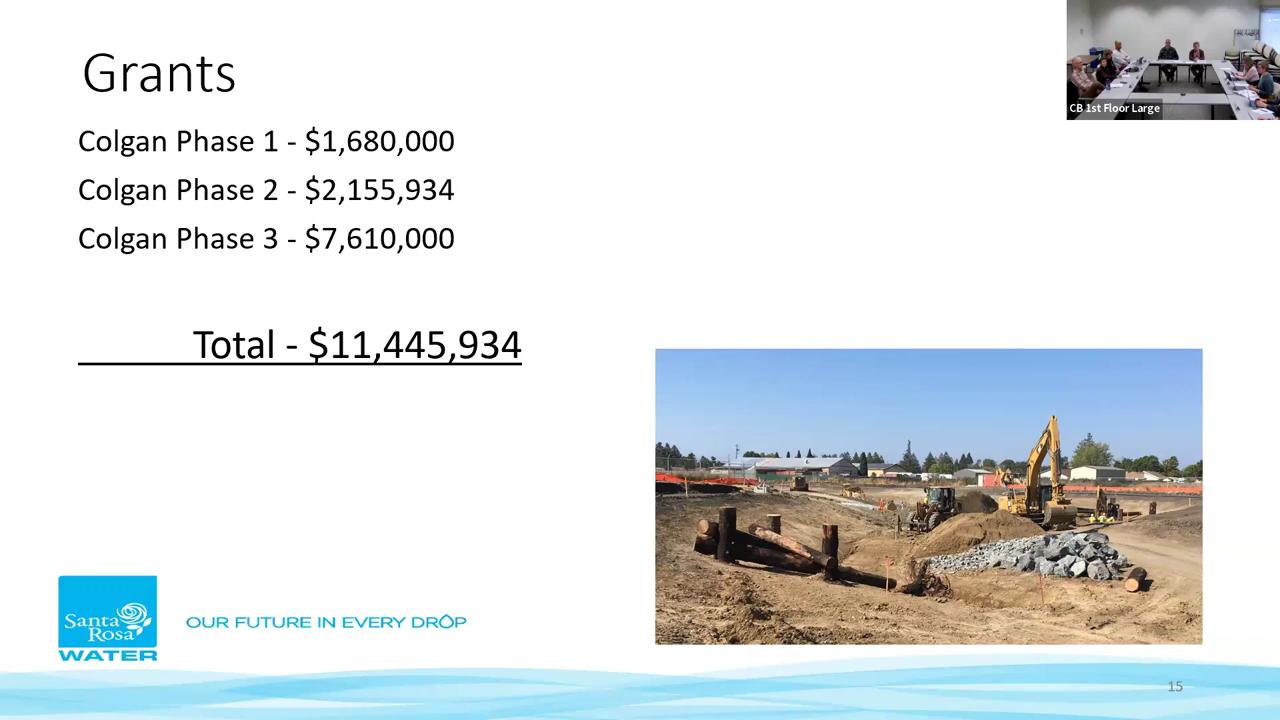 Grants
CB 1st Floor Large
Colgan Phase 1 - $1,680,000
Colgan Phase 2 - $2,155,934
Colgan Phase 3 - $7,610,000
Total - $11,445,934
Santa
Rosa
WATER
OUR FUTURE IN EVERY DROP
15